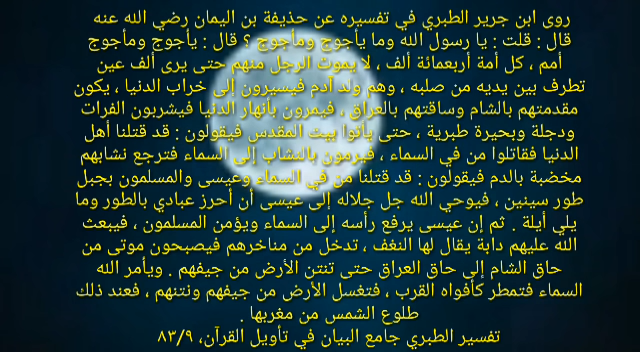 روى ابن جرير الطبري في تفسيره عن حذيفة بن اليمان رضي الله عنه
قال : قلت : يا رسول الله وما يأجوج ومأجوج ؟ قال : يأجوج ومأجوج
أمم ، كل أمة أربعمائة ألف ، لا يموت الرجل منهم حتى يرى ألف عين
تطرف بين يديه من صلبه ، وهم ولد آدم فيسيرون إلى خراب الدنيا ، يكون
مقدمتهم بالشام وساقتهم بالعراق ، فيمرون بأنهار الدنيا فيشربون الفرات
ودجلة وبحيرة طبرية ، حتى يأتوا بيت المقدس فيقولون : قد قتلنا أهل
الدنيا فقاتلوا من في السماء ، فيرمون بالنشاب إلى السماء فترجع نشابهم
مخضبة بالدم فيقولون : قد قتلنا من في السماء وعيسى والمسلمون بجبل
طور سينين ، فيوحي الله جل جلاله إلى عيسى أن أحرز عبادي بالطور وما
يلي أيلة . ثم إن عيسى يرفع رأسه إلى السماء ويؤمن المسلمون ، فيبعث
الله عليهم دابة يقال لها النغف ، تدخل من مناخرهم فيصبحون موتى من
حاق الشام إلى حاق العراق حتى تنتن الأرض من جيفهم . ويأمر الله
السماء فتمطر كأفواه القرب ، فتغسل الأرض من جيفهم ونتنهم ، فعند ذلك
طلوع الشمس من مغربها .
تفسير الطبري جامع البيان في تأويل القرآن، ٨٣/٩